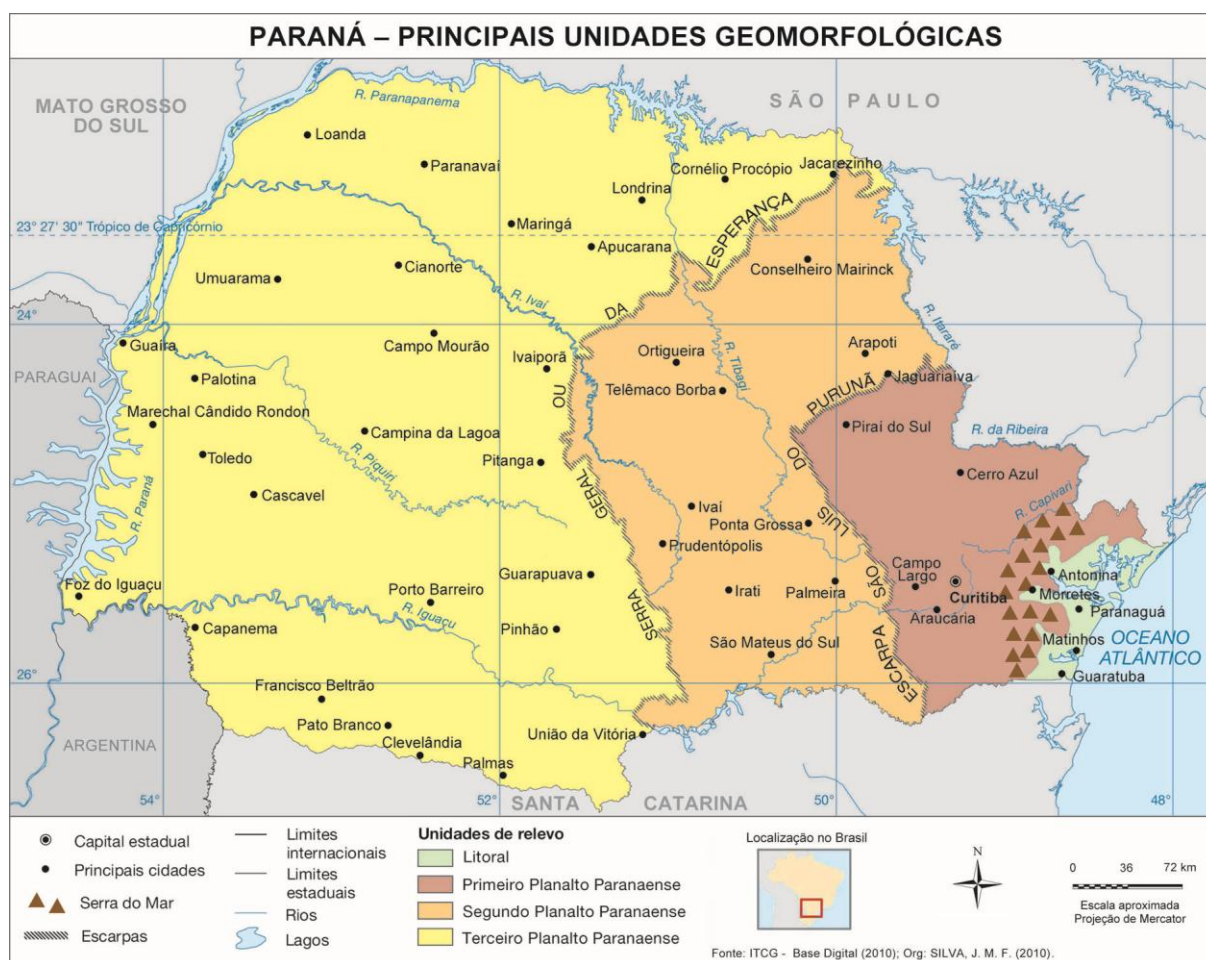 PARANÁ – PRINCIPAIS UNIDADES GEOMORFOLÓGICAS
MATO GROSSO
DO SUL
SÃO PAULO
R. Paranapanema
Loanda
Paranavaí
Cornélio Procópio
Jacarezinho
Londrina
23° 27' 30" Trópico de Capricórnio
Maringá
Apucarana
ESPERANÇA
Conselheiro Mairinck
Umuarama
Cianorte
R. Ivaí
DA
24°
R. Itararé
Guaíra
Campo Mourão
Ivaiporã
Ortigueira
R. Tibagi
Arapoti
PARAGUAI
Palotina
OU
Telêmaco Borba
PURUNÃ
Jaguariaíva
Marechal Cândido Rondon
Campina da Lagoa
Piraí do Sul
R. da Ribeira
Toledo
R. Piquiri
Pitanga
DO
Cerro Azul
R. Paraná
Cascavel
GERAL
Ivaí
Ponta Grossa
LUÍS
R. Capivari
Prudentópolis
Foz do Iguaçu
Guarapuava
Porto Barreiro
Irati
Palmeira
SÃO
Campo
Largo
Curitiba
Antonina
Morretes
Araucária
Paranaguá
Capanema
R. Iguaçu
Pinhão
SERRA
São Mateus do Sul
ESCARPA
Matinhos
OCEANO
ATLÂNTICO
26°
Guaratuba
Francisco Beltrão
Pato Branco
União da Vitória
ARGENTINA
Clevelândia
Palmas
54°
52°
SANTA CATARINA
50°
48°
Capital estadual
Principais cidades
Serra do Mar
Escarpas
Limites
internacionais
Limites
estaduais
Rios
Lagos
Unidades de relevo
Litoral
Primeiro Planalto Paranaense
Segundo Planalto Paranaense
Terceiro Planalto Paranaense
Localização no Brasil
N
0 36 72 km
Escala aproximada
Projeção de Mercator
Fonte: ITCG - Base Digital (2010); Org: SILVA, J. M. F. (2010).